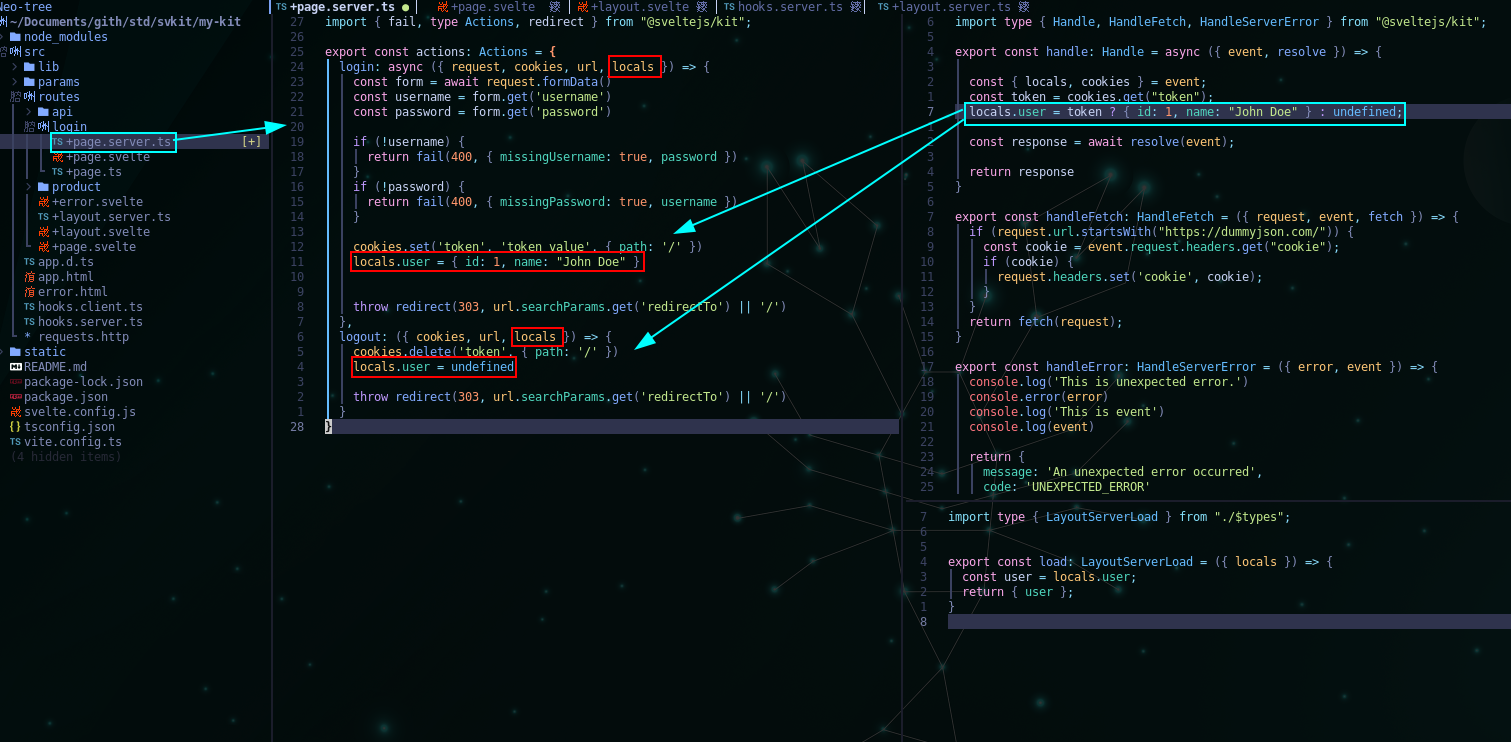 Neo-tree
~/Documents/gith/std/svkit/my-kit
node_modules
src
lib
params
routes
api
login
TS +page.server.ts [+]
+page.svelte
TS +page.ts
product
+error.svelte
TS +layout.server.ts
+layout.svelte
+page.svelte
TS app.d.ts
app.html
error.html
TS hooks.client.ts
TS hooks.server.ts
* requests.http
static
README.md
package-lock.json
package.json
svelte.config.js
{} tsconfig.json
TS vite.config.ts
(4 hidden items)
TS +page.server.ts ● +page.svelte +layout.svelte TS hooks.server.ts TS +layout.server.ts
27 import { fail, type Actions, redirect } from "@sveltejs/kit";
26
25 export const actions: Actions = {
24 login: async ({ request, cookies, url, locals }) => {
23 const form = await request.formData()
22 const username = form.get('username')
21 const password = form.get('password')
20
19 if (!username) {
18 return fail(400, { missingUsername: true, password })
17 }
16 if (!password) {
15 return fail(400, { missingPassword: true, username })
14 }
13
12 cookies.set('token', 'token value', { path: '/' })
11 locals.user = { id: 1, name: "John Doe" }
10
9
8 throw redirect(303, url.searchParams.get('redirectTo') || '/')
7 },
6 logout: ({ cookies, url, locals }) => {
5 cookies.delete('token', { path: '/' })
4 locals.user = undefined
3
2 throw redirect(303, url.searchParams.get('redirectTo') || '/')
1 }
28 }
6 import type { Handle, HandleFetch, HandleServerError } from "@sveltejs/kit";
5
4 export const handle: Handle = async ({ event, resolve }) => {
3
2 const { locals, cookies } = event;
1 const token = cookies.get("token");
7 locals.user = token ? { id: 1, name: "John Doe" } : undefined;
1
2 const response = await resolve(event);
3
4 return response
5 }
6
7 export const handleFetch: HandleFetch = ({ request, event, fetch }) => {
8 if (request.url.startsWith("https://dummyjson.com/")) {
9 const cookie = event.request.headers.get("cookie");
10 if (cookie) {
11 request.headers.set('cookie', cookie);
12 }
13 }
14 return fetch(request);
15 }
16
17 export const handleError: HandleServerError = ({ error, event }) => {
18 console.log('This is unexpected error.')
19 console.error(error)
20 console.log('This is event')
21 console.log(event)
22
23 return {
24 message: 'An unexpected error occurred',
25 code: 'UNEXPECTED_ERROR'
7 import type { LayoutServerLoad } from "./$types";
6
5
4 export const load: LayoutServerLoad = ({ locals }) => {
3 const user = locals.user;
2 return { user };
1 }
8